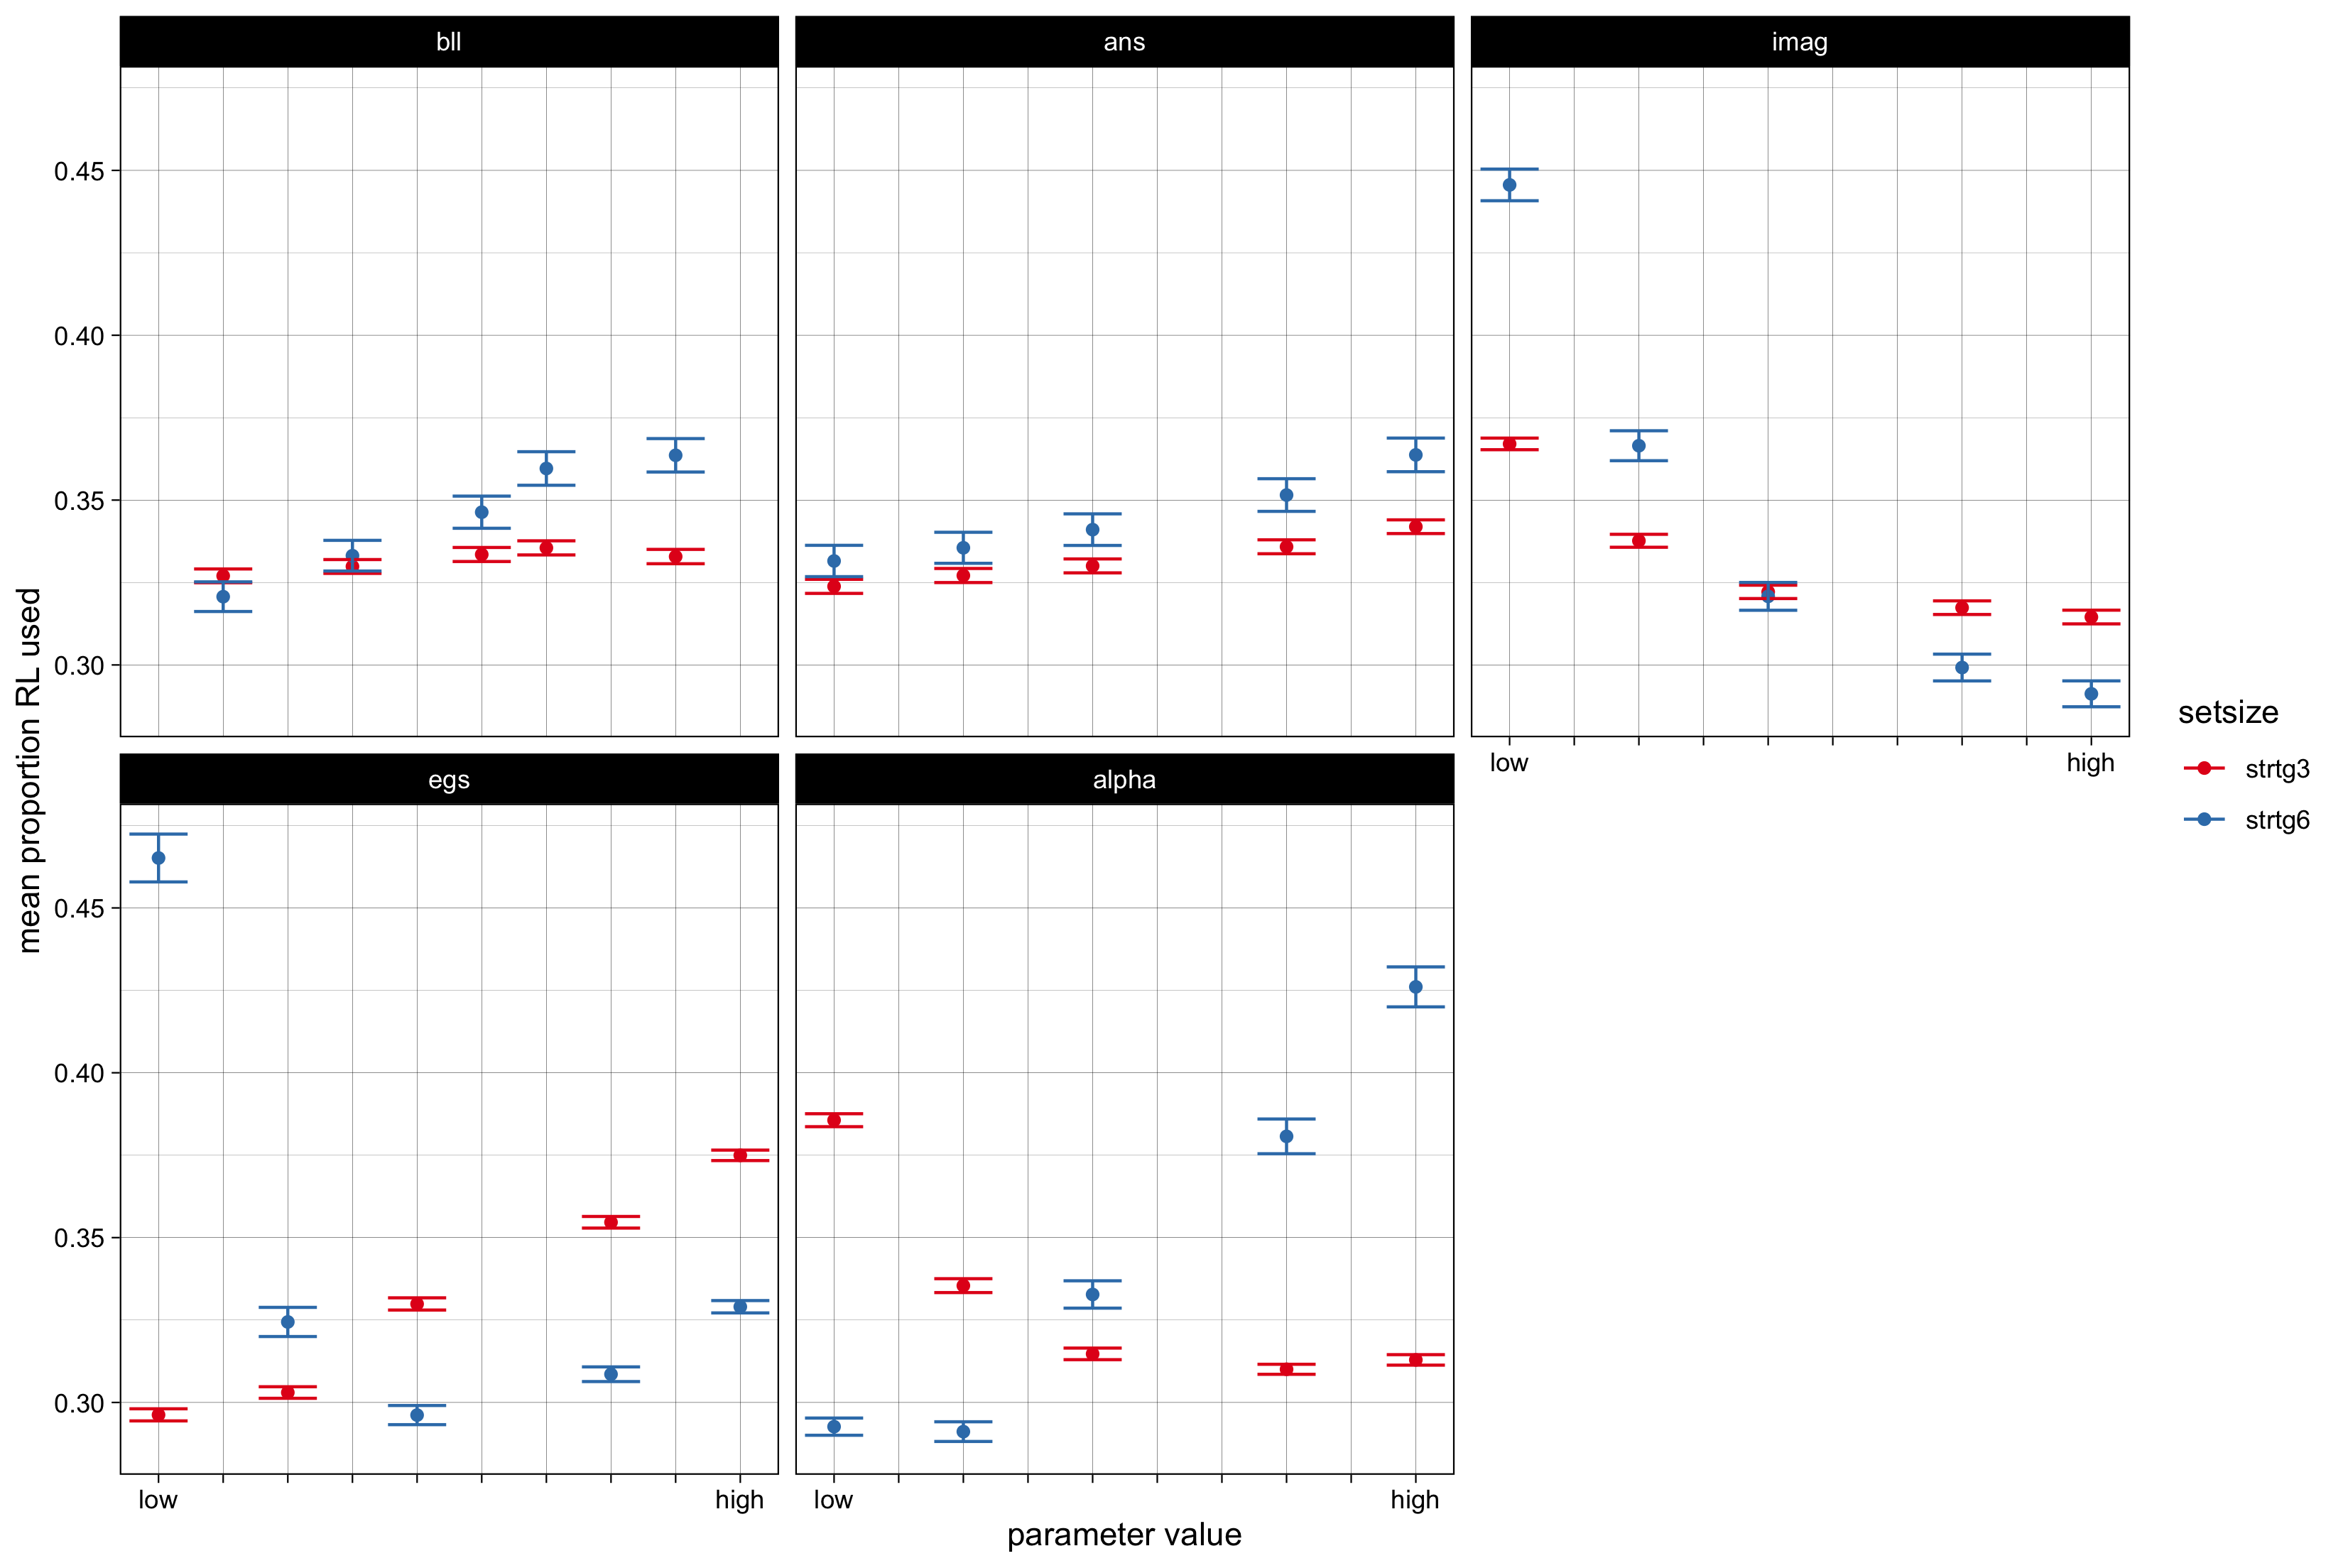 bll
ans
imag
0.45
0.40
0.35
0.30
low
high
egs
alpha
0.45
0.40
0.35
0.30
low
high
low
high
parameter value
mean proportion RL used
setsize
strtg3
strtg6